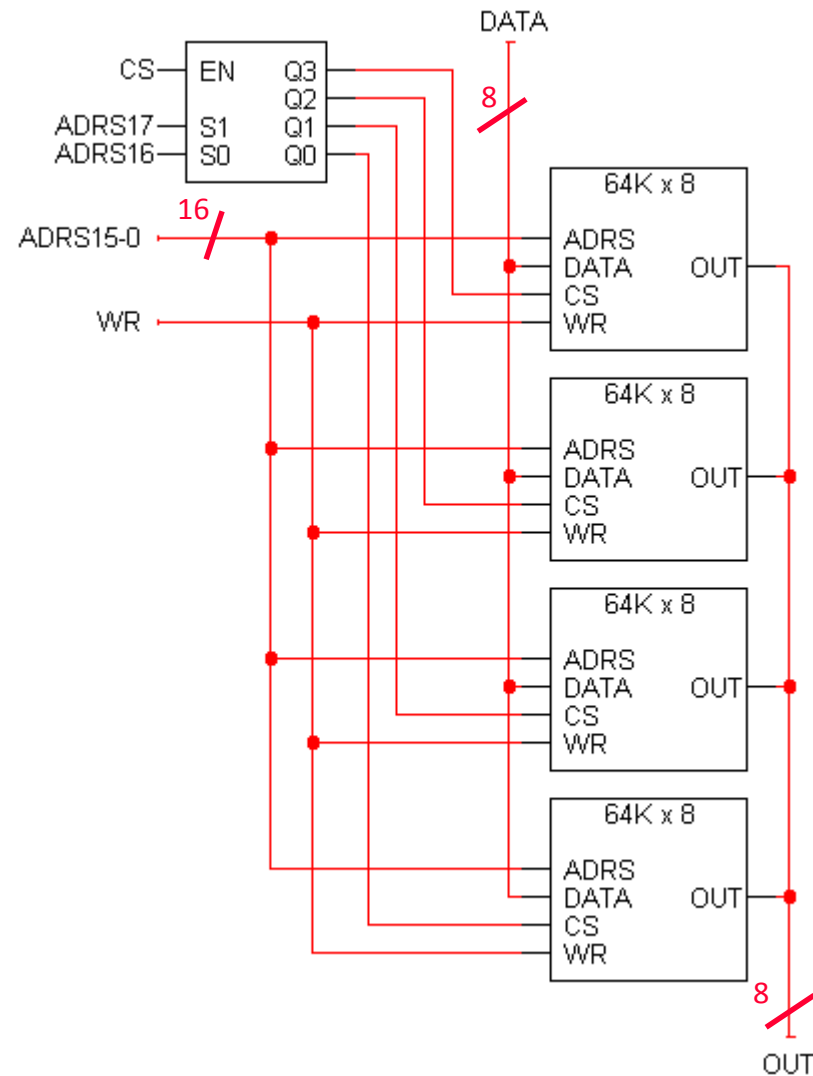 DATA
CS EN Q3
Q2
ADRS17 S1 Q1
ADRS16 S0 Q0
8
16
ADRS15-0
WR
64K x 8
ADRS
DATA OUT
CS
WR
64K x 8
ADRS
DATA OUT
CS
WR
64K x 8
ADRS
DATA OUT
CS
WR
64K x 8
ADRS
DATA OUT
CS
WR
8
OUT